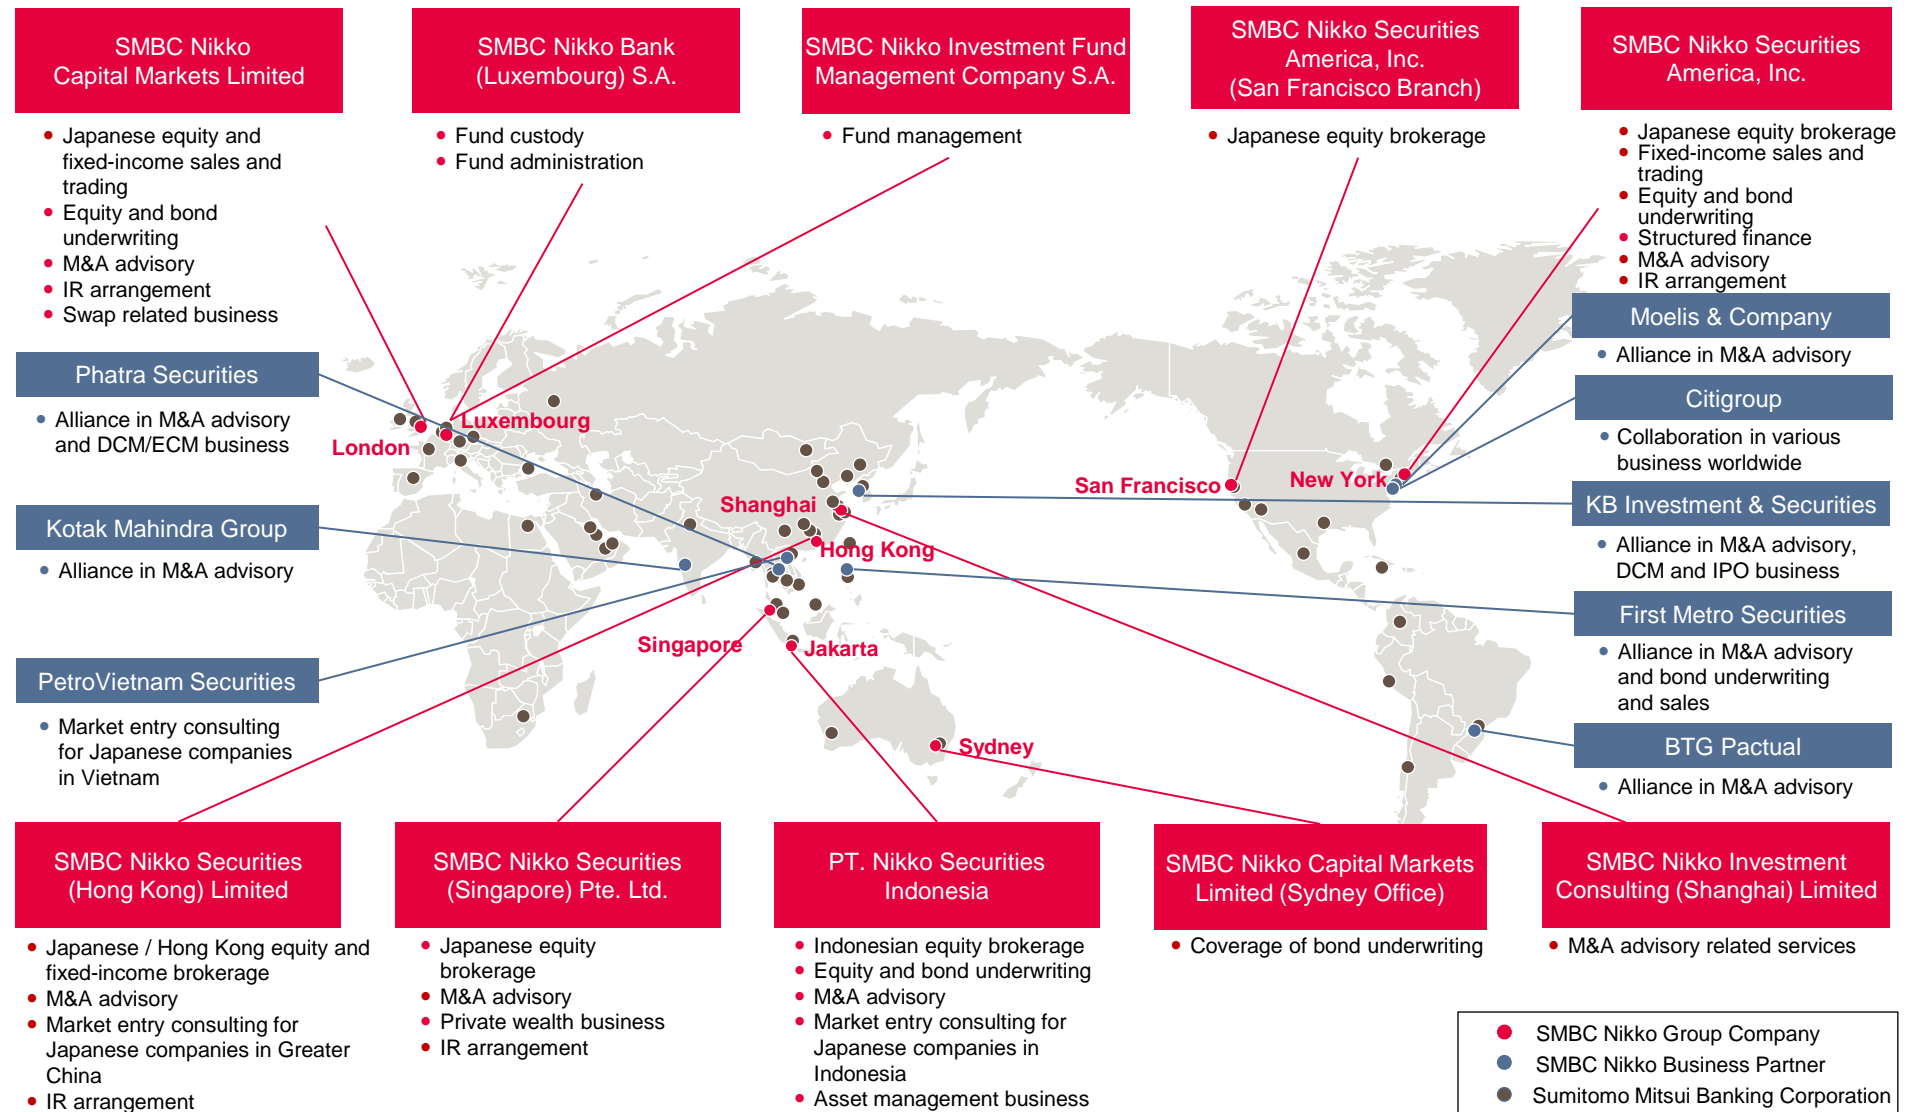 SMBC Nikko
Capital Markets Limited
• Japanese equity and
fixed-income sales and
trading
• Equity and bond
underwriting
• M&A advisory
• IR arrangement
• Swap related business
SMBC Nikko Bank
(Luxembourg) S.A.
• Fund custody
• Fund administration
SMBC Nikko Investment Fund
Management Company S.A.
• Fund management
SMBC Nikko Securities
America, Inc.
(San Francisco Branch)
• Japanese equity brokerage
SMBC Nikko Securities
America, Inc.
• Japanese equity brokerage
• Fixed-income sales and
trading
• Equity and bond
underwriting
• Structured finance
• M&A advisory
• IR arrangement
Phatra Securities
• Alliance in M&A advisory
and DCM/ECM business
Kotak Mahindra Group
• Alliance in M&A advisory
PetroVietnam Securities
• Market entry consulting
for Japanese companies
in Vietnam
London
Luxembourg
Shanghai
Hong Kong
Singapore
Jakarta
Sydney
San Francisco
New York
Moelis & Company
• Alliance in M&A advisory
Citigroup
• Collaboration in various
business worldwide
KB Investment & Securities
• Alliance in M&A advisory,
DCM and IPO business
First Metro Securities
• Alliance in M&A advisory
and bond underwriting
and sales
BTG Pactual
• Alliance in M&A advisory
SMBC Nikko Securities
(Hong Kong) Limited
• Japanese / Hong Kong equity and
fixed-income brokerage
• M&A advisory
• Market entry consulting for
Japanese companies in Greater
China
• IR arrangement
SMBC Nikko Securities
(Singapore) Pte. Ltd.
• Japanese equity
brokerage
• M&A advisory
• Private wealth business
• IR arrangement
PT. Nikko Securities
Indonesia
• Indonesian equity brokerage
• Equity and bond underwriting
• M&A advisory
• Market entry consulting for
Japanese companies in
Indonesia
• Asset management business
SMBC Nikko Capital Markets
Limited (Sydney Office)
• Coverage of bond underwriting
SMBC Nikko Investment
Consulting (Shanghai) Limited
• M&A advisory related services
SMBC Nikko Group Company
SMBC Nikko Business Partner
Sumitomo Mitsui Banking Corporation